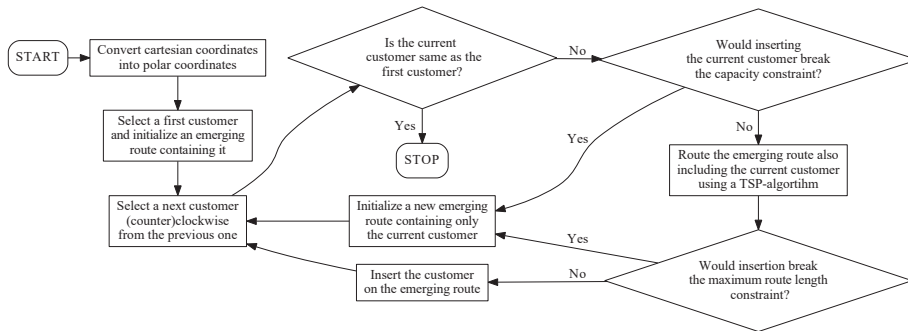 START
Convert cartesian coordinates
into polar coordinates
Select a first customer
and initialize an emerging
route containing it
Select a next customer
(counter)clockwise
from the previous one
Is the current
customer same as the
first customer?
Yes
STOP
No
Would inserting
the current customer break
the capacity constraint?
Yes
No
Route the emerging route also
including the current customer
using a TSP-algortihm
Initialize a new emerging
route containing only
the current customer
Yes
Would insertion break
the maximum route length
constraint?
No
Insert the customer
on the emerging route